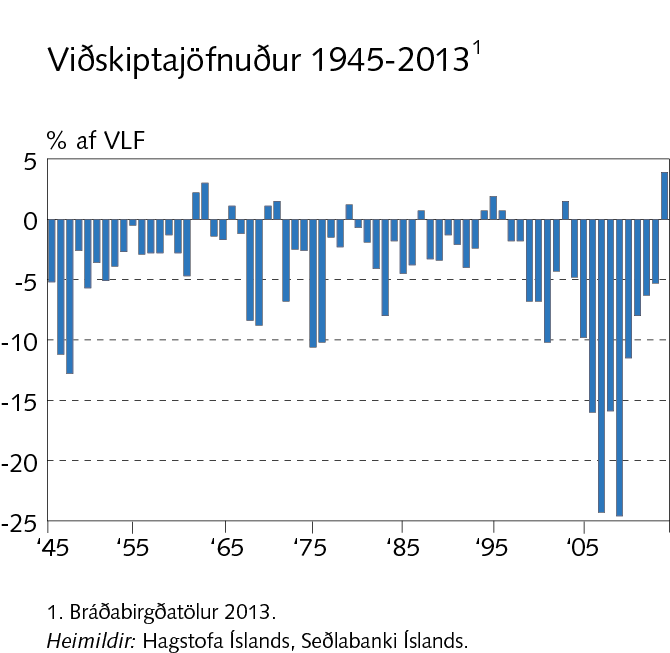 Viðskiptajöfnuður 1945-2013¹
% af VLF
5
0
-5
-10
-15
-20
-25
‘45 ‘55 ‘65 ‘75 ‘85 ‘95 ‘05
1. Bráðabirgðatölur 2013.
Heimildir: Hagstofa Íslands, Seðlabanki Íslands.